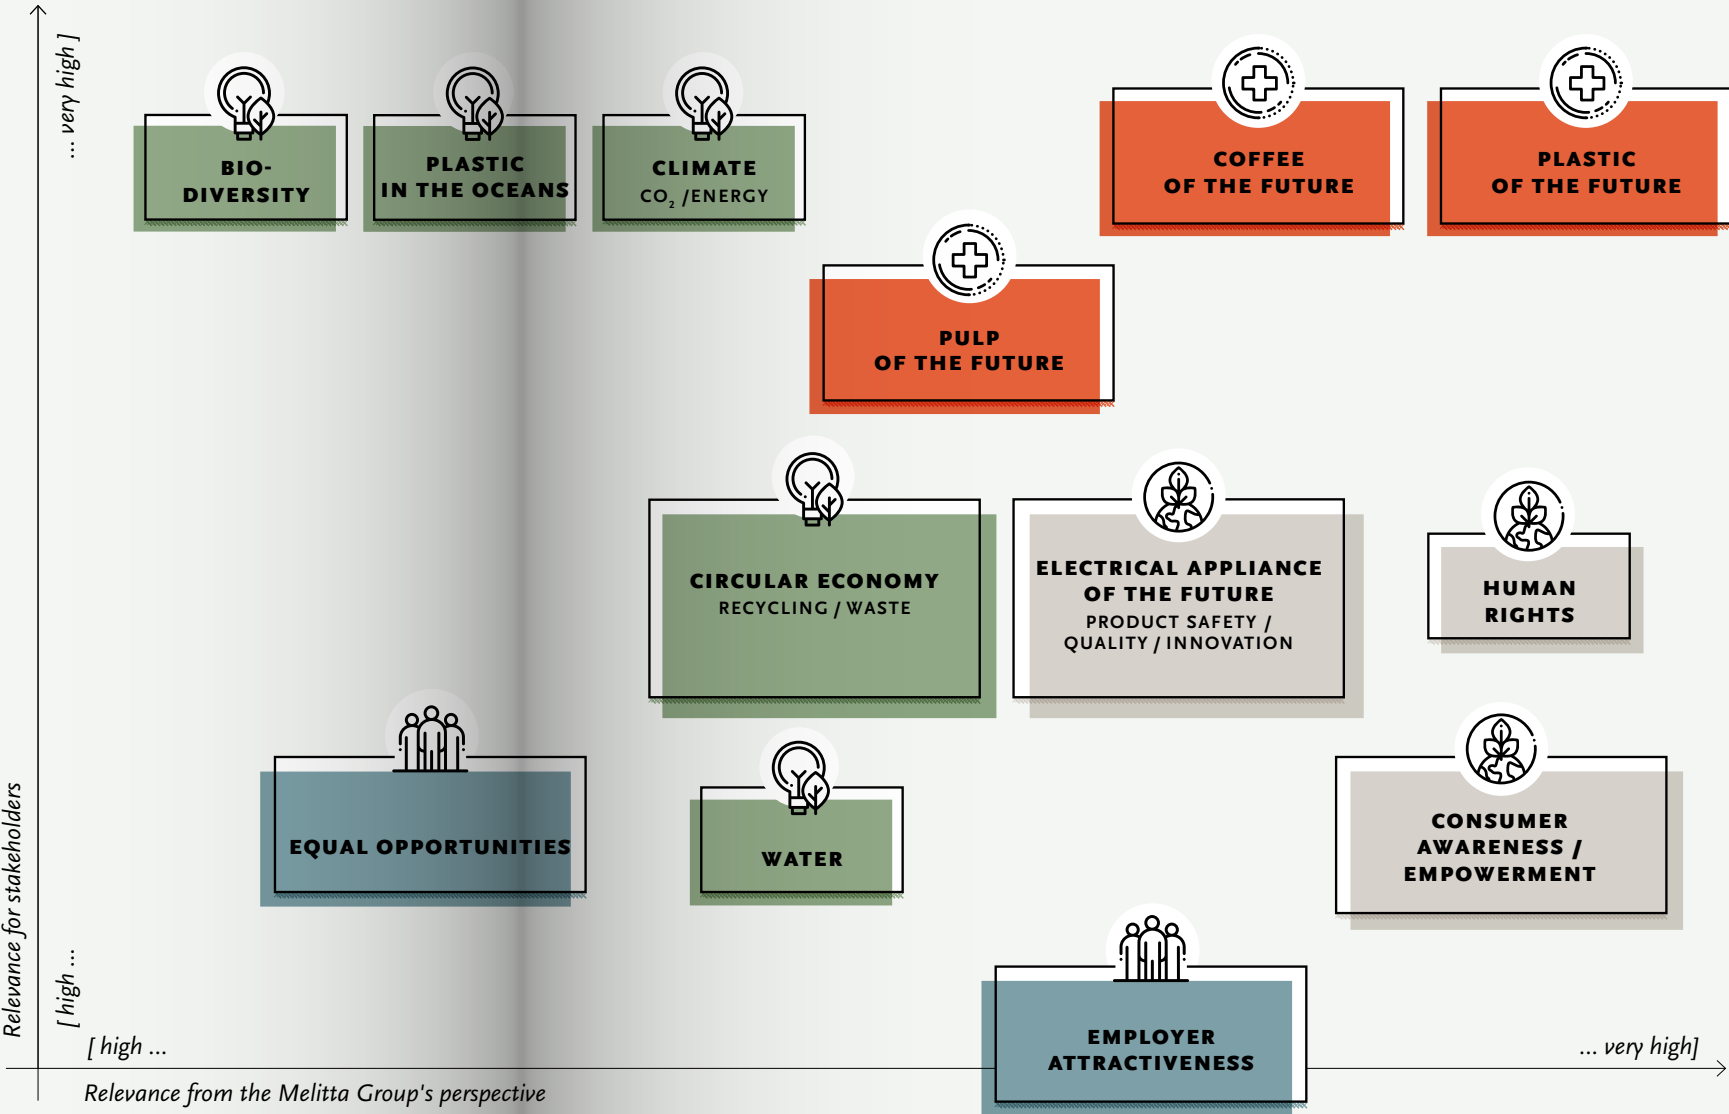 ... very high ]
BIO-
DIVERSITY
PLASTIC
IN THE OCEANS
CLIMATE
CO2 /ENERGY
COFFEE
OF THE FUTURE
PLASTIC
OF THE FUTURE
PULP
OF THE FUTURE
CIRCULAR ECONOMY
RECYCLING / WASTE
ELECTRICAL APPLIANCE
OF THE FUTURE
PRODUCT SAFETY /
QUALITY / INNOVATION
HUMAN
RIGHTS
EQUAL OPPORTUNITIES
WATER
CONSUMER
AWARENESS /
EMPOWERMENT
EMPLOYER
ATTRACTIVENESS
Relevance for stakeholders
[ high ...
[ high ...
... very high]
Relevance from the Melitta Group's perspective